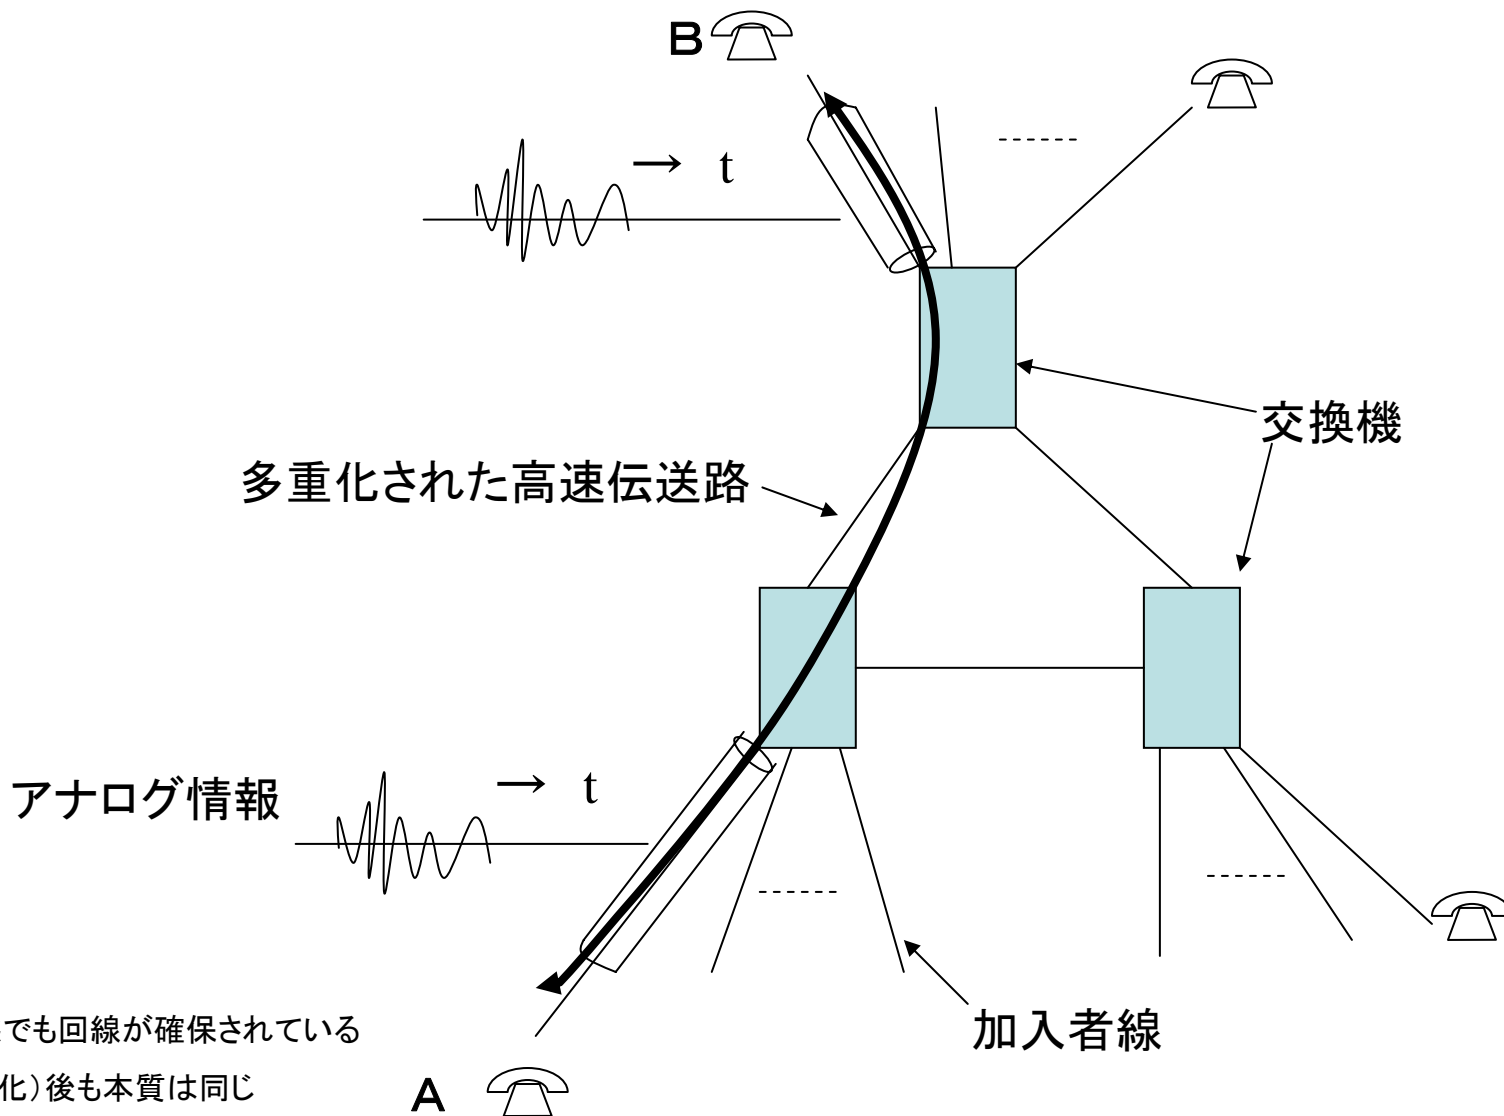 B
→ t
交換機
多重化された高速伝送路
アナログ情報
→ t
加入者線
でも回線が確保されている
化）後も本質は同じ
A